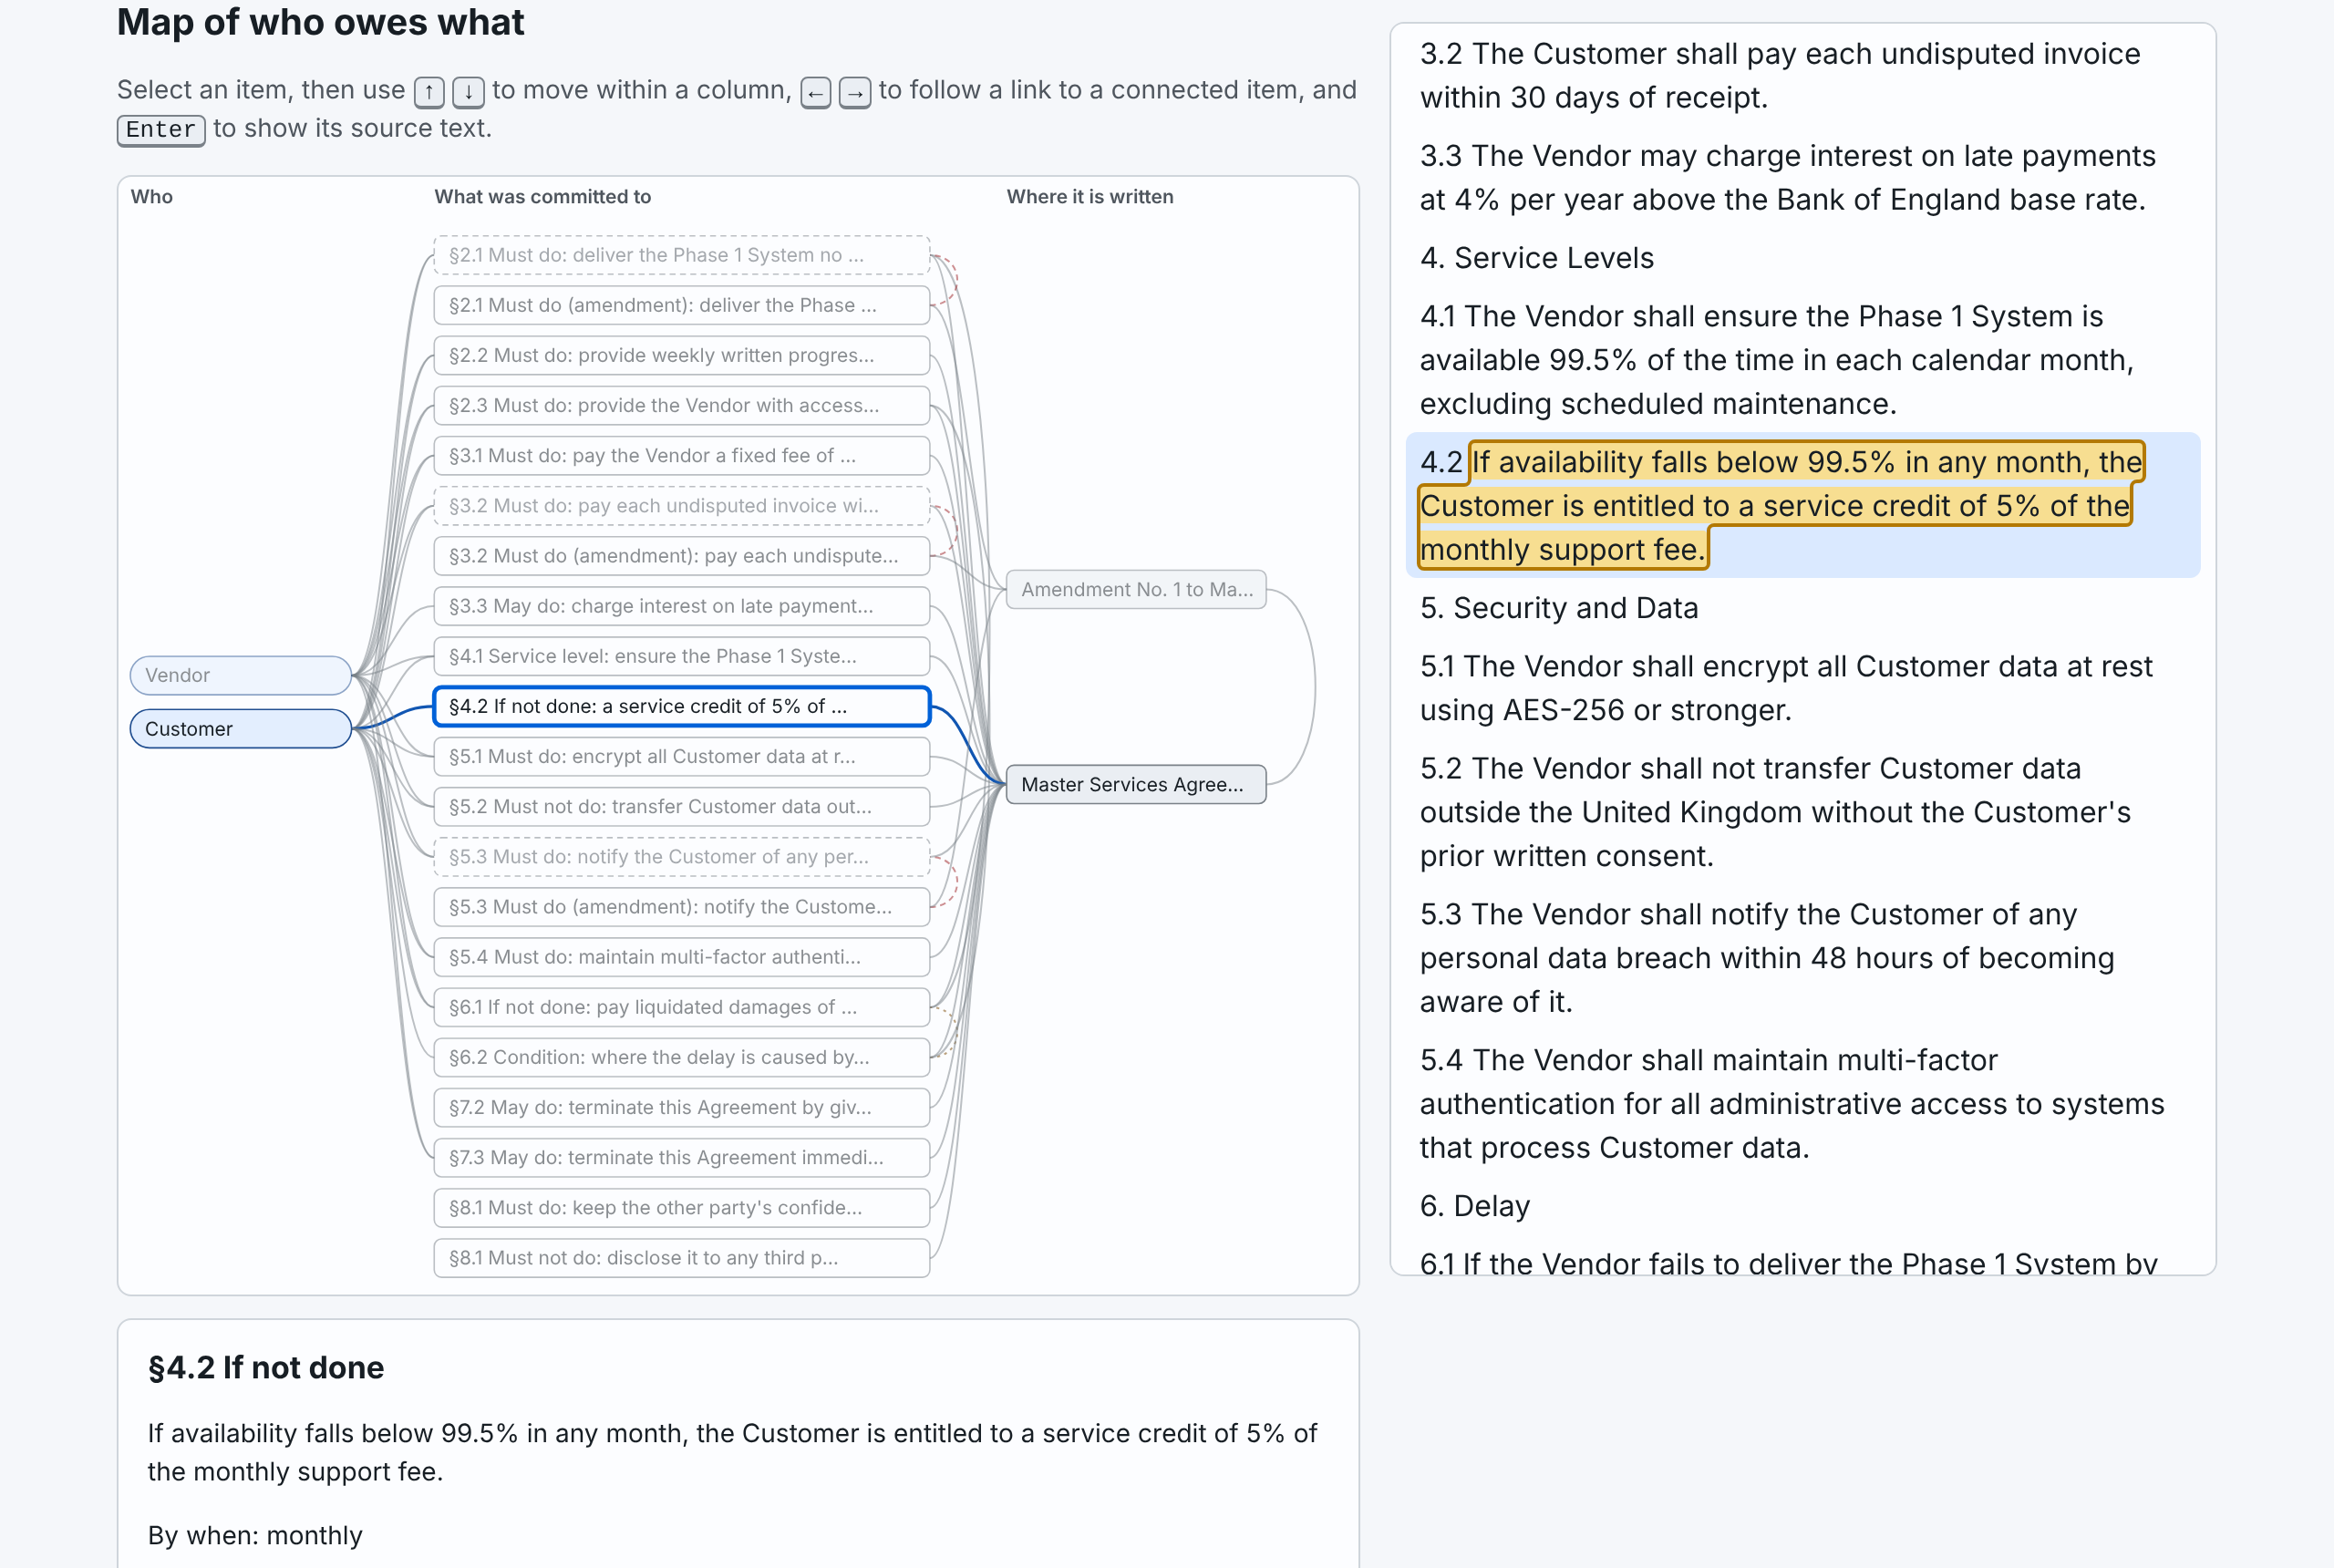 Map of who owes what
Select an item, then use ↑ ↓ to move within a column, ← → to follow a link to a connected item, and
Enter to show its source text.
Who
What was committed to
Where it is written
§2.1 Must do: deliver the Phase 1 System no ...
§2.1 Must do (amendment): deliver the Phase ...
§2.2 Must do: provide weekly written progres...
§2.3 Must do: provide the Vendor with access...
§3.1 Must do: pay the Vendor a fixed fee of ...
§3.2 Must do: pay each undisputed invoice wi...
§3.2 Must do (amendment): pay each undispute...
§3.3 May do: charge interest on late payment...
§4.1 Service level: ensure the Phase 1 Syste...
§4.2 If not done: a service credit of 5% of ...
§5.1 Must do: encrypt all Customer data at r...
§5.2 Must not do: transfer Customer data out...
§5.3 Must do: notify the Customer of any per...
§5.3 Must do (amendment): notify the Custome...
§5.4 Must do: maintain multi-factor authenti...
§6.1 If not done: pay liquidated damages of ...
§6.2 Condition: where the delay is caused by...
§7.2 May do: terminate this Agreement by giv...
§7.3 May do: terminate this Agreement immedi...
§8.1 Must do: keep the other party's confide...
§8.1 Must not do: disclose it to any third p...
Vendor
Customer
Amendment No. 1 to Ma...
Master Services Agree...
§4.2 If not done
If availability falls below 99.5% in any month, the Customer is entitled to a service credit of 5% of
the monthly support fee.
By when: monthly
3.2 The Customer shall pay each undisputed invoice
within 30 days of receipt.
3.3 The Vendor may charge interest on late payments
at 4% per year above the Bank of England base rate.
4. Service Levels
4.1 The Vendor shall ensure the Phase 1 System is
available 99.5% of the time in each calendar month,
excluding scheduled maintenance.
4.2 If availability falls below 99.5% in any month, the
Customer is entitled to a service credit of 5% of the
monthly support fee.
5. Security and Data
5.1 The Vendor shall encrypt all Customer data at rest
using AES-256 or stronger.
5.2 The Vendor shall not transfer Customer data
outside the United Kingdom without the Customer's
prior written consent.
5.3 The Vendor shall notify the Customer of any
personal data breach within 48 hours of becoming
aware of it.
5.4 The Vendor shall maintain multi-factor
authentication for all administrative access to systems
that process Customer data.
6. Delay
6.1 If the Vendor fails to deliver the Phase 1 System by